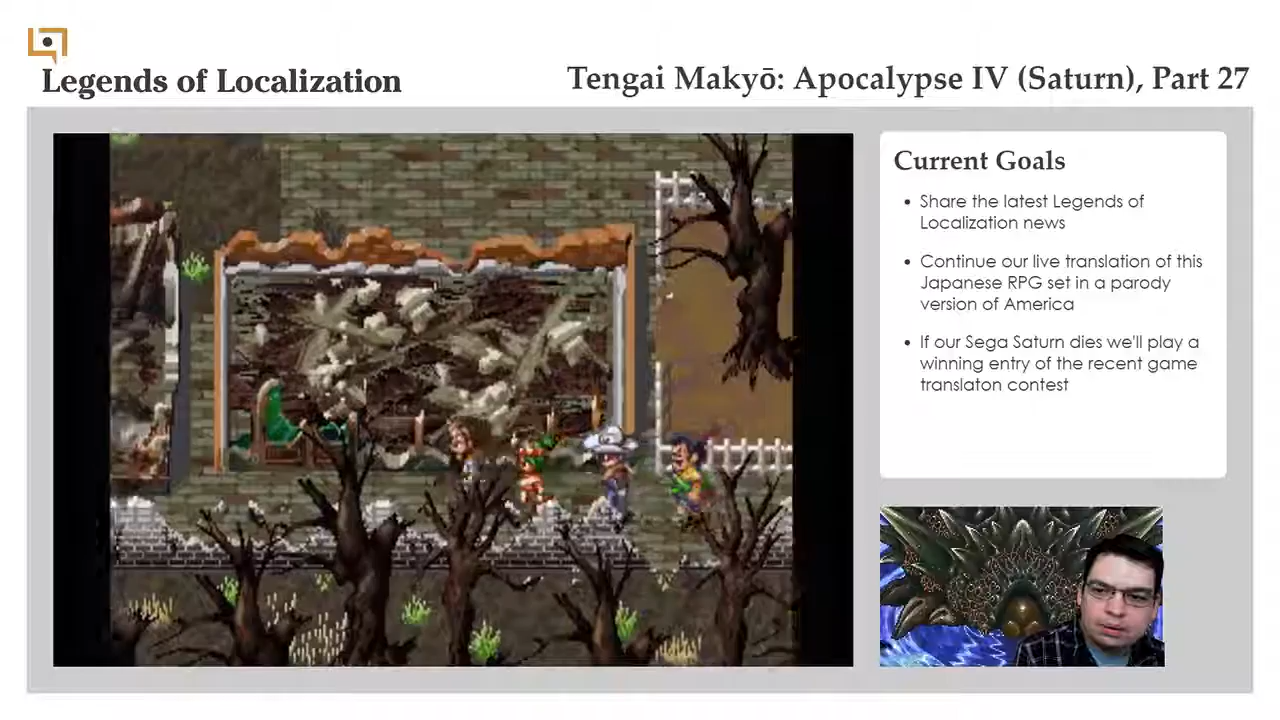 Legends of Localization
Tengai Makyō: Apocalypse IV (Saturn), Part 27
Current Goals
• Share the latest Legends of
Localization news
• Continue our live translation of this
Japanese RPG set in a parody
version of America
• If our Sega Saturn dies we'll play a
winning entry of the recent game
translaton contest